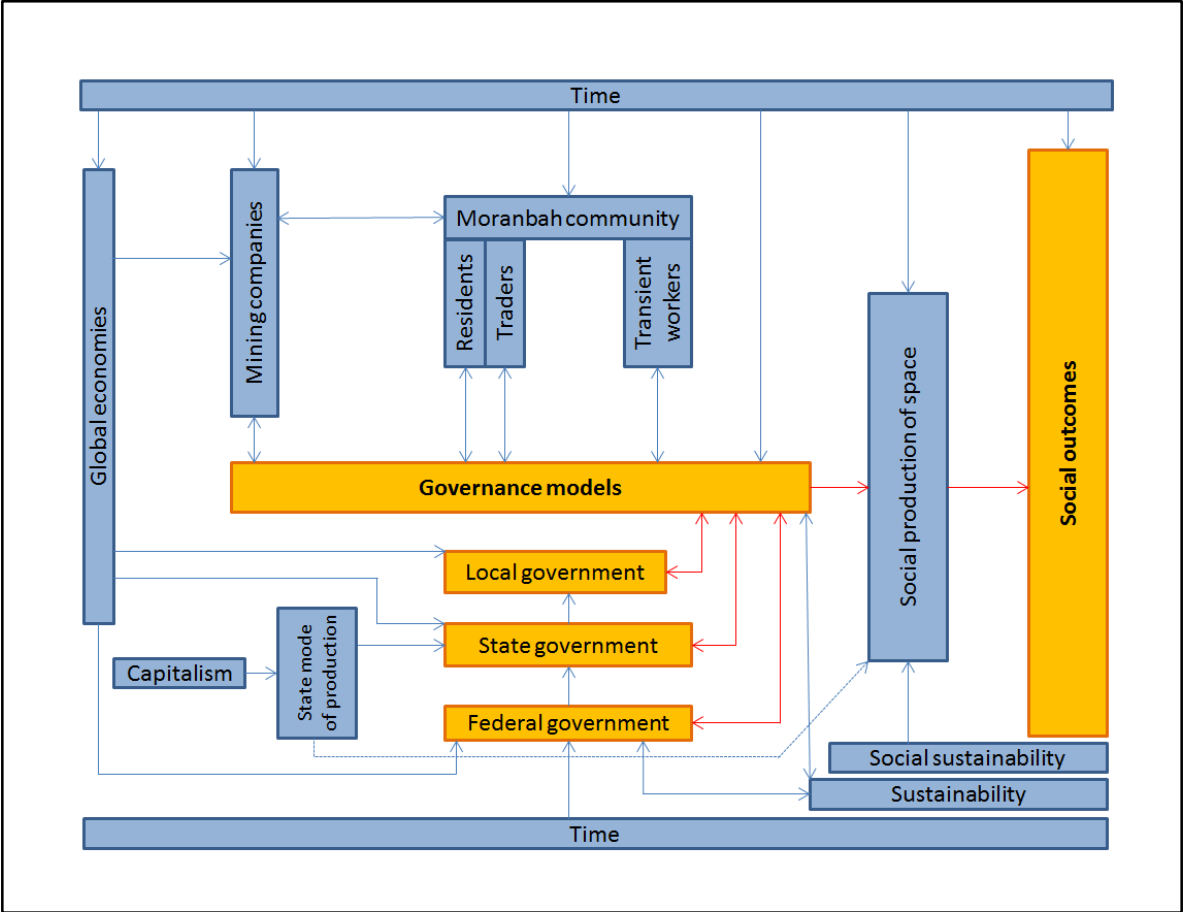 Time
Global economies
Mining companies
Moranbah community
Residents
Traders
Transient
workers
Governance models
Social production of space
Social outcomes
Local government
State government
Capitalism
State mode
of production
Federal government
Social sustainability
Sustainability
Time